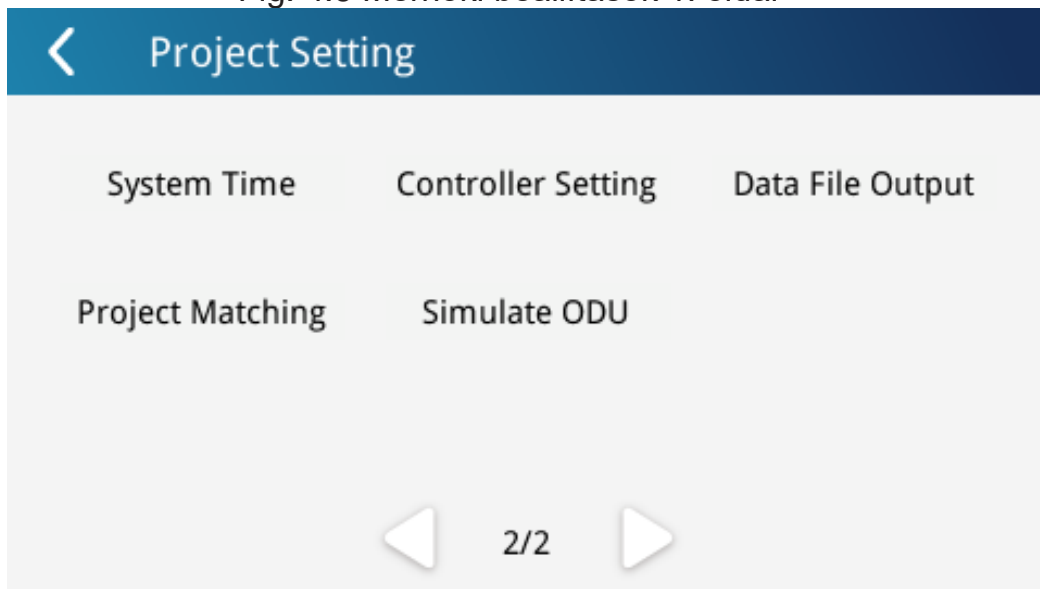 Project Setting
System Time Controller Setting Data File Output
Project Matching Simulate ODU
2/2